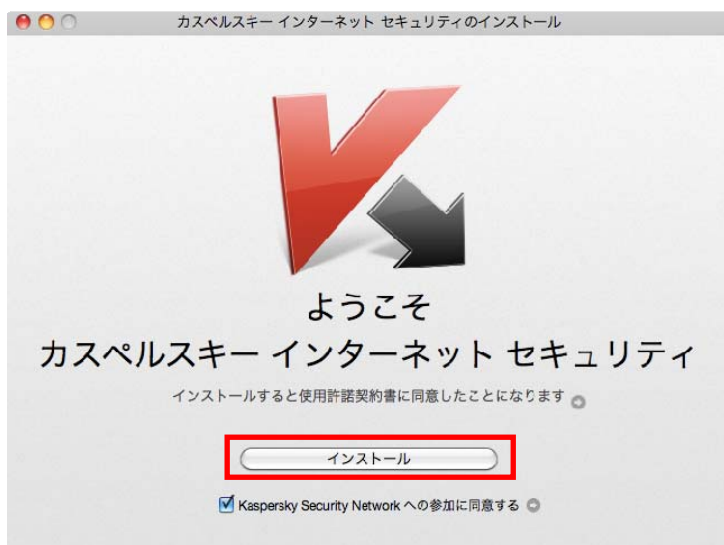 カスペルスキー インターネット セキュリティのインストール
ようこそ
カスペルスキー インターネット セキュリティ
インストールすると使用許諾契約書に同意したことになります
インストール
Kaspersky Security Network への参加に同意する